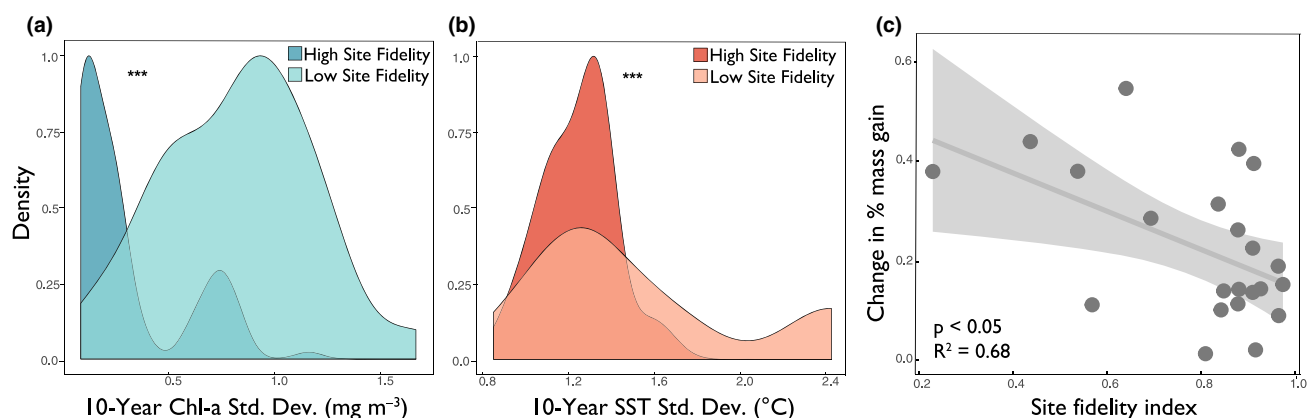 (a)
***
High Site Fidelity
Low Site Fidelity
1.0
0.75
0.5
0.25
0.0
Density
0.5
1.0
1.5
10-Year Chl-a Std. Dev. (mg m⁻³)
(b)
***
High Site Fidelity
Low Site Fidelity
1.0
0.75
0.5
0.25
0.0
0.8
1.2
1.6
2.0
2.4
10-Year SST Std. Dev. (°C)
(c)
0.6
0.4
0.2
0.0
Change in % mass gain
p < 0.05
R² = 0.68
0.2
0.4
0.6
0.8
1.0
Site fidelity index